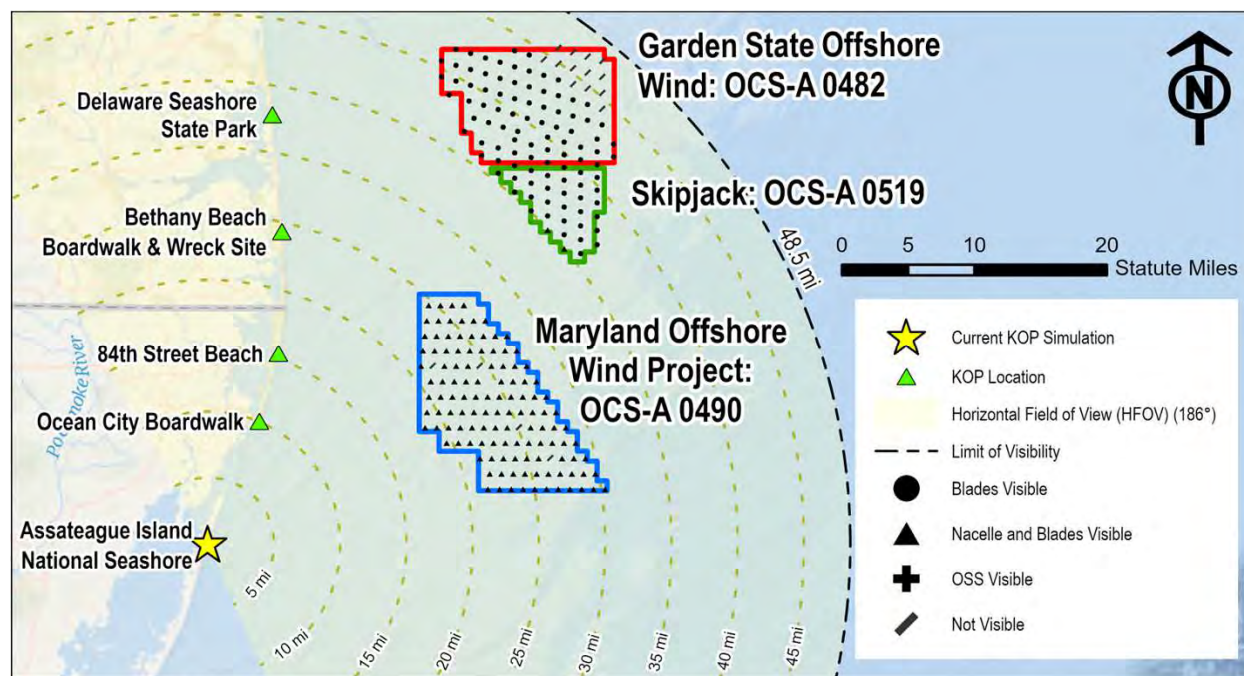 Garden State Offshore
Wind: OCS-A 0482
N
Delaware Seashore
State Park
Skipjack: OCS-A 0519
Bethany Beach
Boardwalk & Wreck Site
48.5 mi
0 5 10 20
Statute Miles
Maryland Offshore
Wind Project:
OCS-A 0490
84th Street Beach
Ocean City Boardwalk
Assateague Island
National Seashore
5 mi
10 mi
15 mi
20 mi
25 mi
30 mi
35 mi
40 mi
45 mi
Current KOP Simulation
KOP Location
Horizontal Field of View (HFOV) (186°)
Limit of Visibility
Blades Visible
Nacelle and Blades Visible
OSS Visible
Not Visible